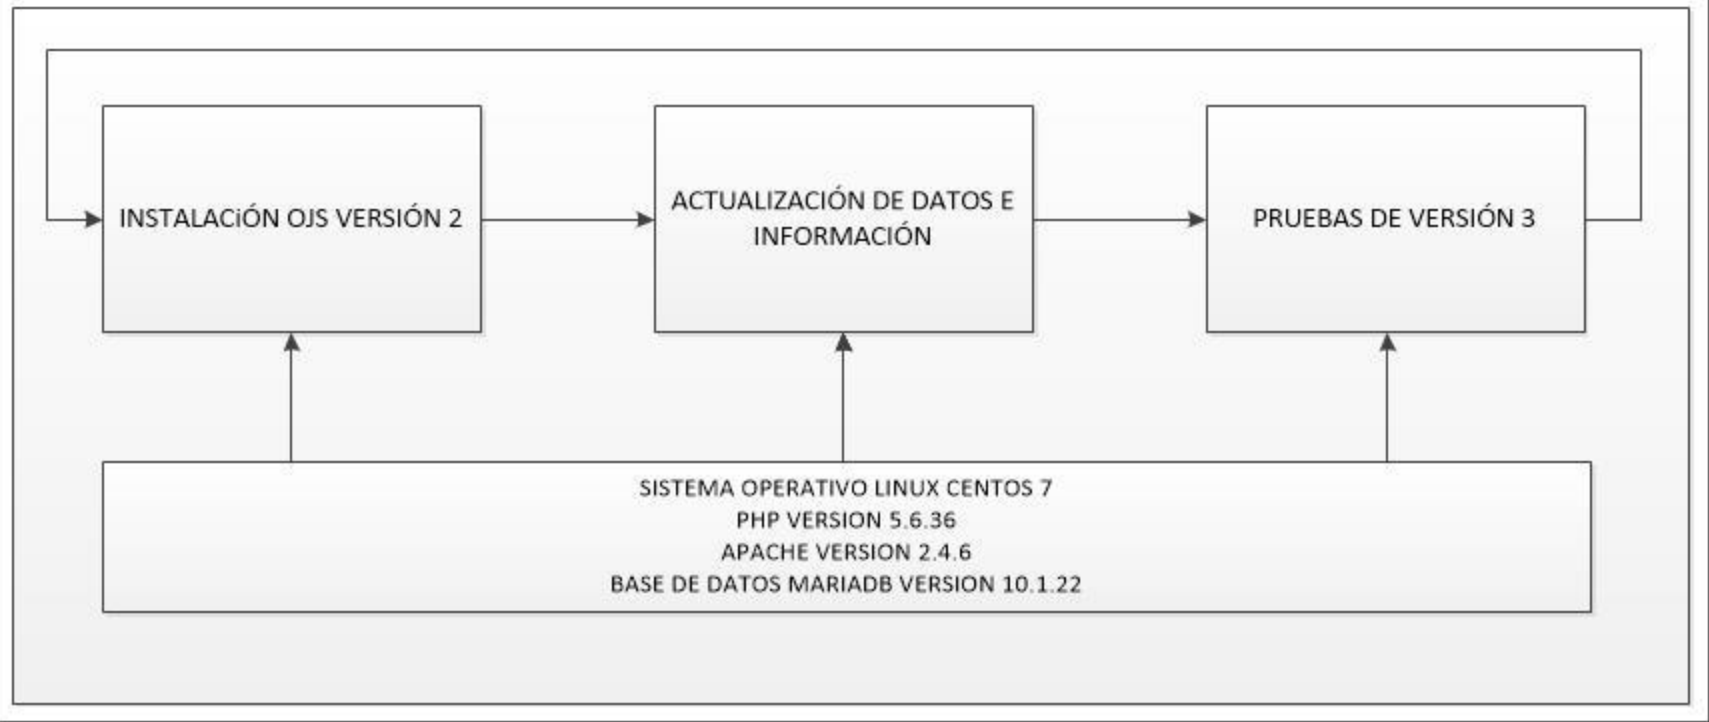 INSTALACiÓN OJS VERSIÓN 2
ACTUALIZACIÓN DE DATOS E
INFORMACIÓN
PRUEBAS DE VERSIÓN 3
SISTEMA OPERATIVO LINUX CENTOS 7
PHP VERSION 5.6.36
APACHE VERSION 2.4.6
BASE DE DATOS MARIADB VERSION 10.1.22